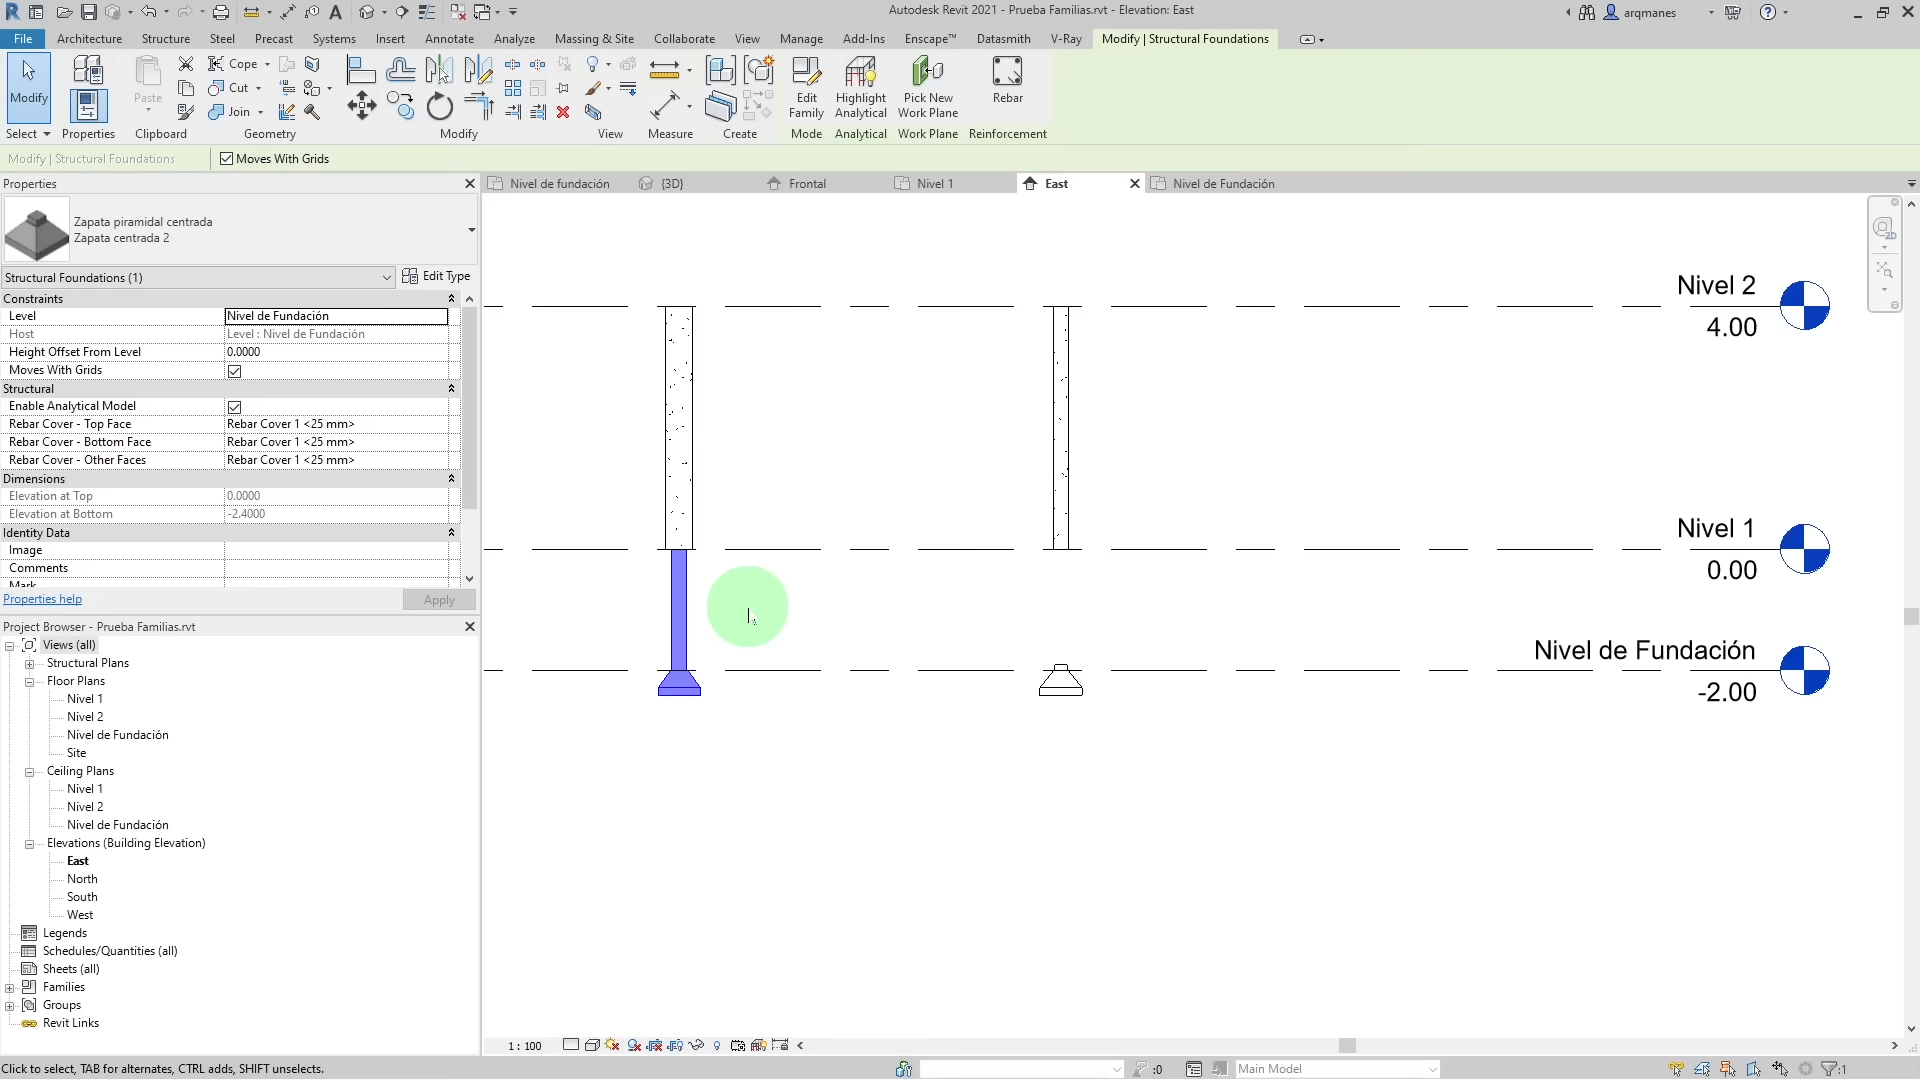 Autodesk Revit 2021 - Prueba Familias.rvt - Elevation: East
arqmanes
File Architecture Structure Steel Precast Systems Insert Annotate Analyze Massing & Site Collaborate View Manage Add-Ins Enscape™ Datasmith V-Ray Modify | Structural Foundations
Modify
Paste
Cope
Cut
Join
Edit Family
Highlight Analytical
Pick New Work Plane
Rebar
Select Properties Clipboard Geometry Modify View Measure Create Mode Analytical Work Plane Reinforcement
Modify | Structural Foundations
Moves With Grids
Properties
Nivel de fundación {3D} Frontal Nivel 1 East Nivel de Fundación
Zapata piramidal centrada
Zapata centrada 2
Structural Foundations (1) Edit Type
Constraints
Level Nivel de Fundación
Host Level : Nivel de Fundación
Height Offset From Level 0.0000
Moves With Grids
Structural
Enable Analytical Model
Rebar Cover - Top Face Rebar Cover 1 <25 mm>
Rebar Cover - Bottom Face Rebar Cover 1 <25 mm>
Rebar Cover - Other Faces Rebar Cover 1 <25 mm>
Dimensions
Elevation at Top 0.0000
Elevation at Bottom -2.4000
Identity Data
Image
Comments
Mark
Properties help Apply
Project Browser - Prueba Familias.rvt
Views (all)
Structural Plans
Floor Plans
Nivel 1
Nivel 2
Nivel de Fundación
Site
Ceiling Plans
Nivel 1
Nivel 2
Nivel de Fundación
Elevations (Building Elevation)
East
North
South
West
Legends
Schedules/Quantities (all)
Sheets (all)
Families
Groups
Revit Links
Nivel 2
4.00
Nivel 1
0.00
Nivel de Fundación
-2.00
2D
1 : 100
Click to select, TAB for alternates, CTRL adds, SHIFT unselects.
:0
Main Model
:1